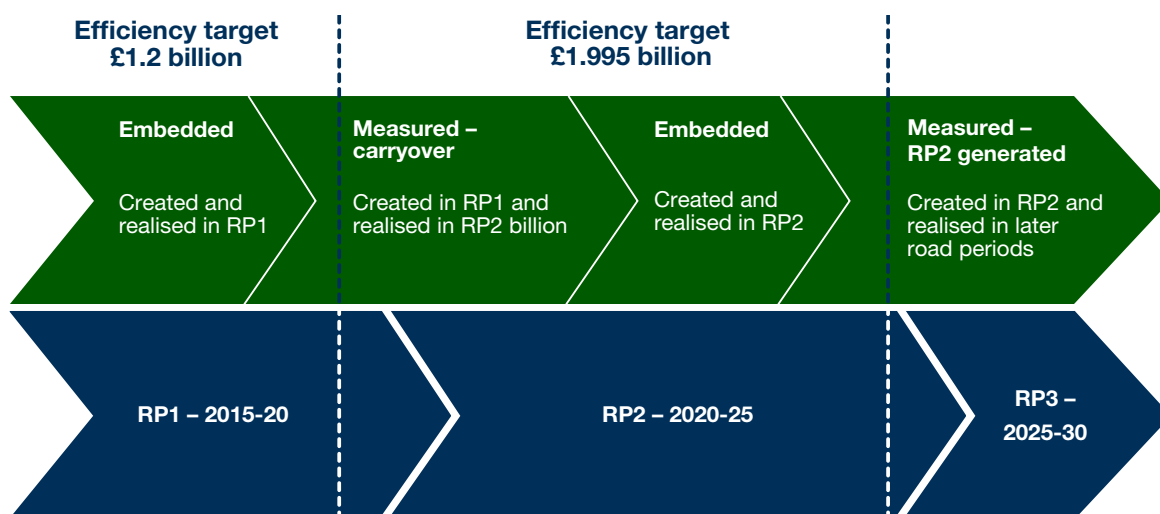 Efficiency target
£1.2 billion
Efficiency target
£1.995 billion
Embedded
Created and
realised in RP1
Measured –
carryover
Created in RP1 and
realised in RP2 billion
Embedded
Created and
realised in RP2
Measured –
RP2 generated
Created in RP2 and
realised in later
road periods
RP1 – 2015-20
RP2 – 2020-25
RP3 –
2025-30